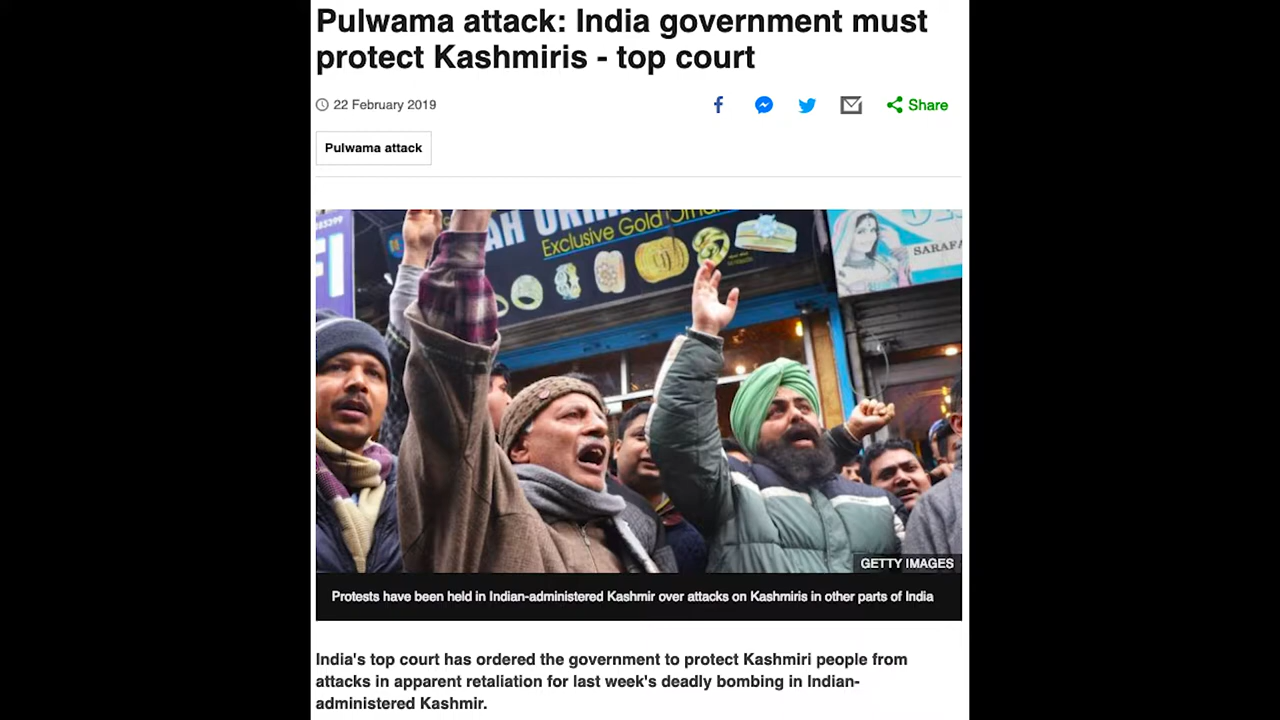 Pulwama attack: India government must
protect Kashmiris - top court
22 February 2019
Share
Pulwama attack
Exclusive Gold
SARAFA
GETTY IMAGES
Protests have been held in Indian-administered Kashmir over attacks on Kashmiris in other parts of India
India's top court has ordered the government to protect Kashmiri people from
attacks in apparent retaliation for last week's deadly bombing in Indian-
administered Kashmir.